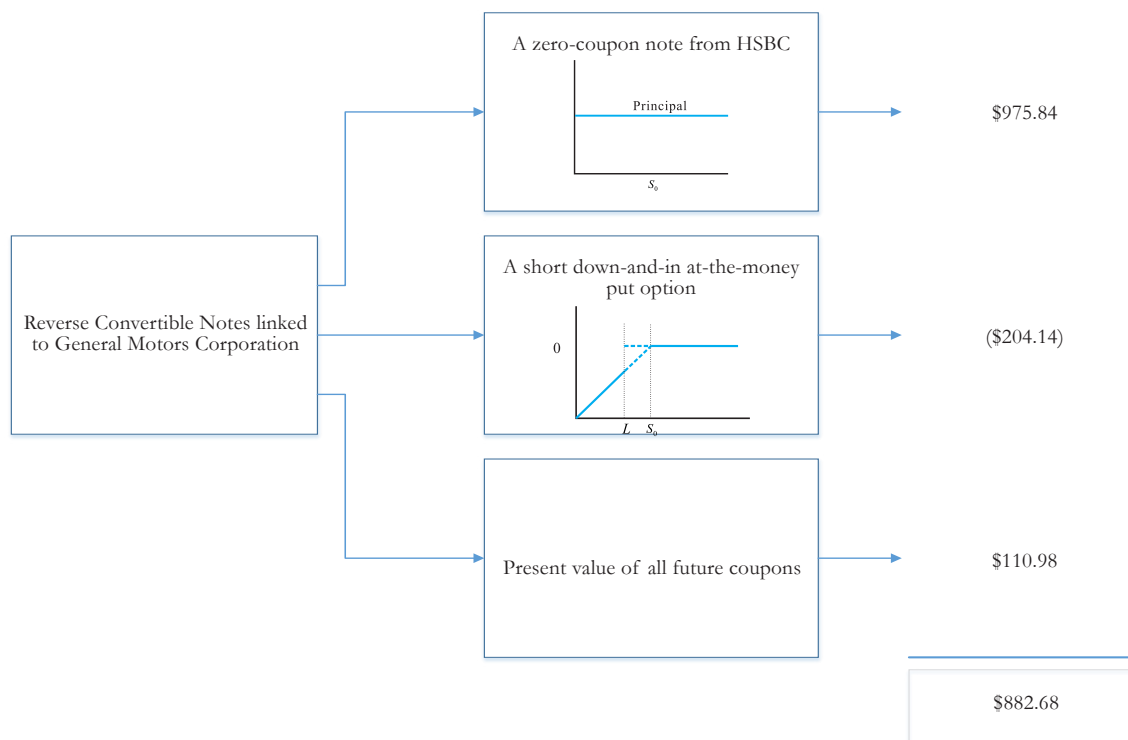 A zero-coupon note from HSBC
Principal
S₀
$975.84
Reverse Convertible Notes linked
to General Motors Corporation
A short down-and-in at-the-money
put option
0
L S₀
($204.14)
Present value of all future coupons
$110.98
$882.68